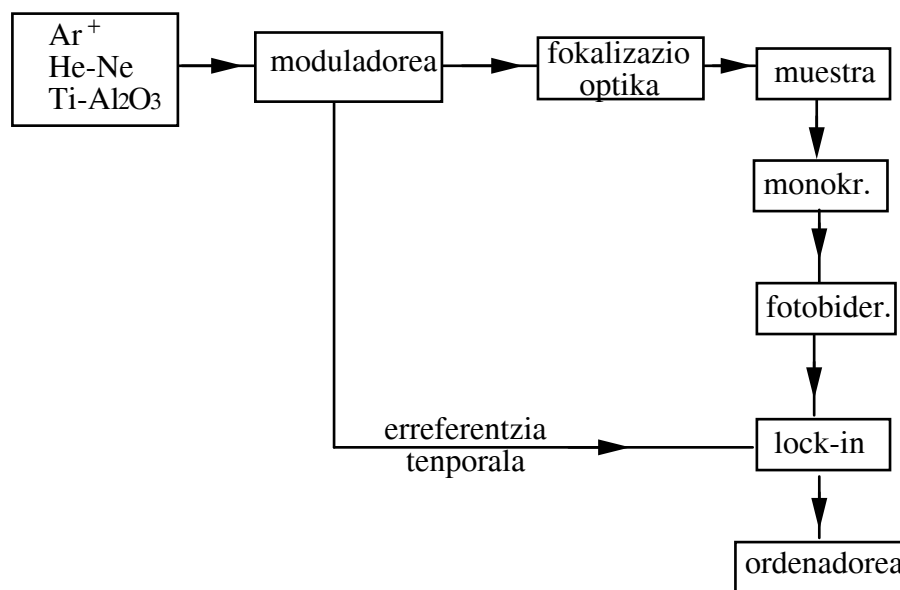 Ar+
He-Ne
Ti-Al2O3
moduladorea
fokalizazio
optika
muestra
monokr.
fotobider.
erreferentzia
tenporala
lock-in
ordenadorea